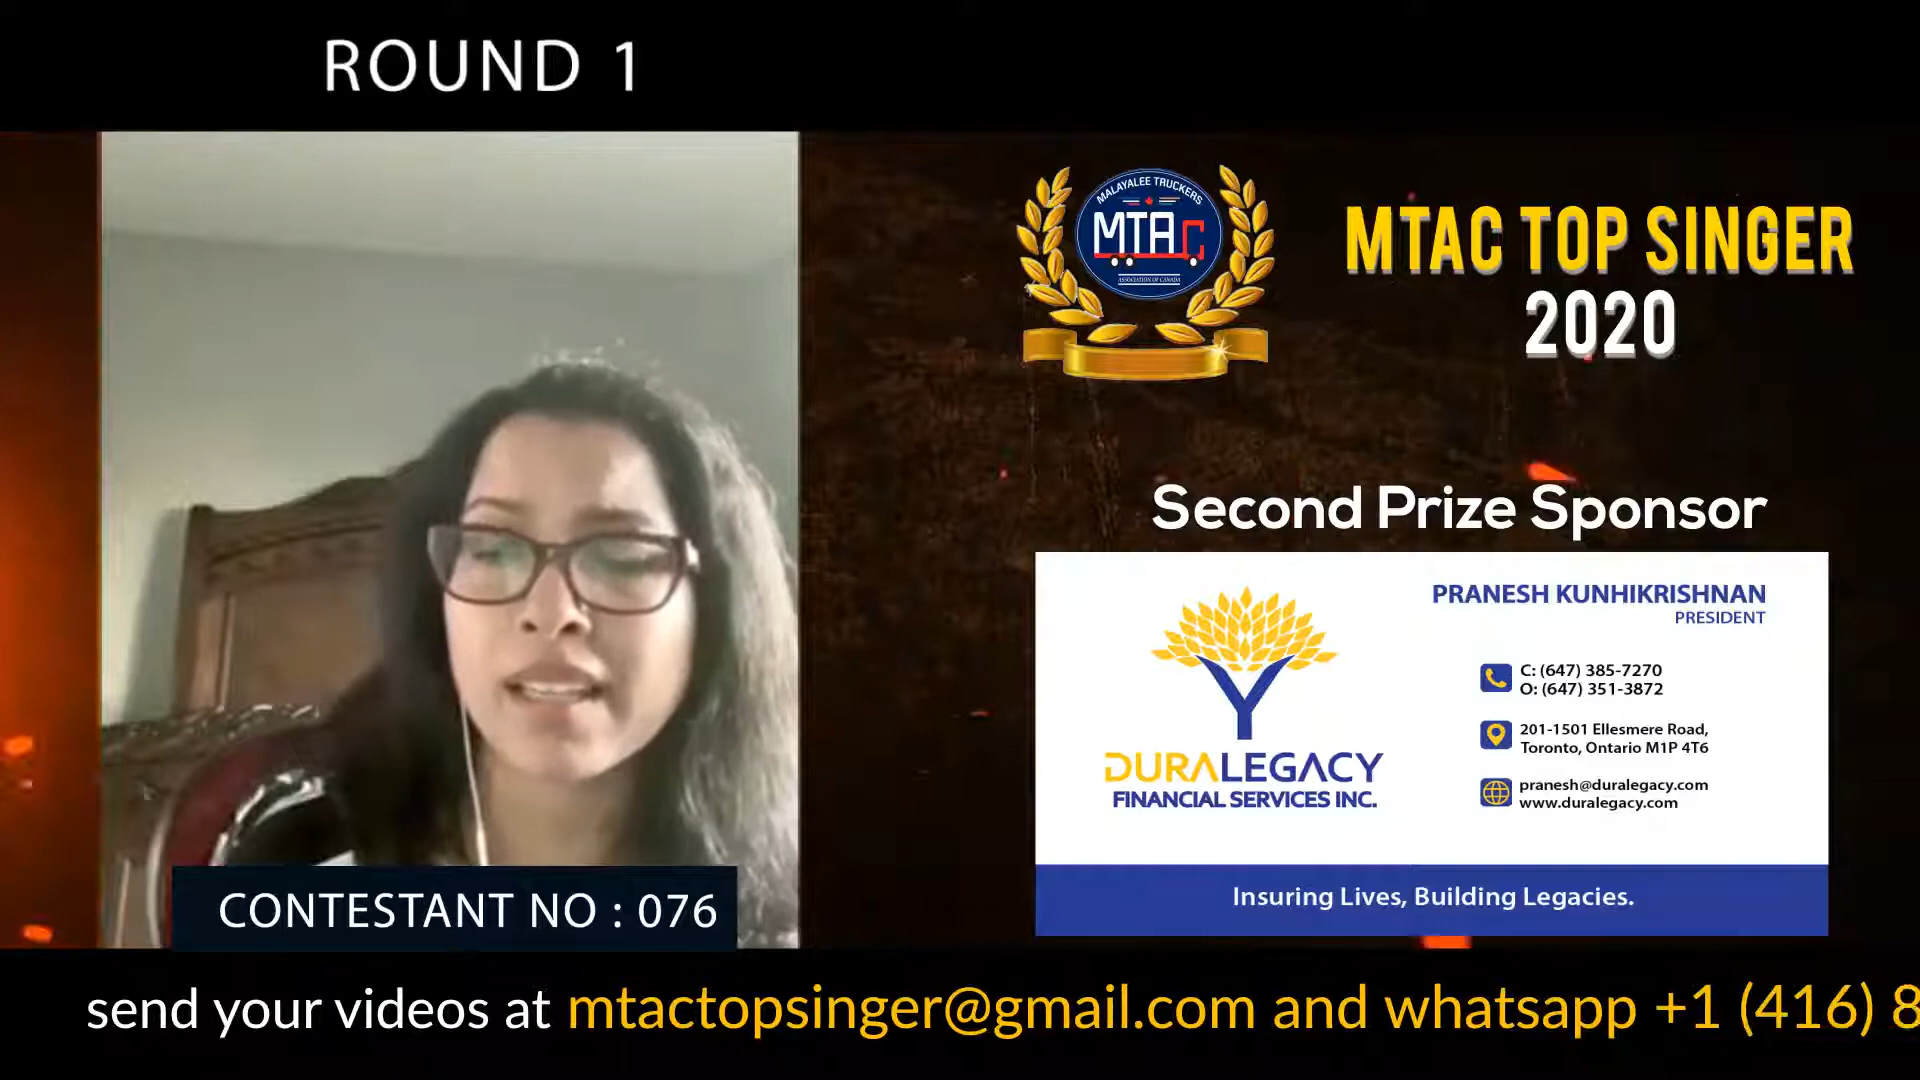 ROUND 1
MALAYALEE TRUCKERS
MTAC
ASSOCIATION OF CANADA
MTAC TOP SINGER
2020
Second Prize Sponsor
PRANESH KUNHIKRISHNAN
PRESIDENT
C: (647) 385-7270
O: (647) 351-3872
201-1501 Ellesmere Road,
Toronto, Ontario M1P 4T6
pranesh@duralegacy.com
www.duralegacy.com
DURALEGACY
FINANCIAL SERVICES INC.
Insuring Lives, Building Legacies.
CONTESTANT NO : 076
send your videos at mtactopsinger@gmail.com and whatsapp +1 (416) 8